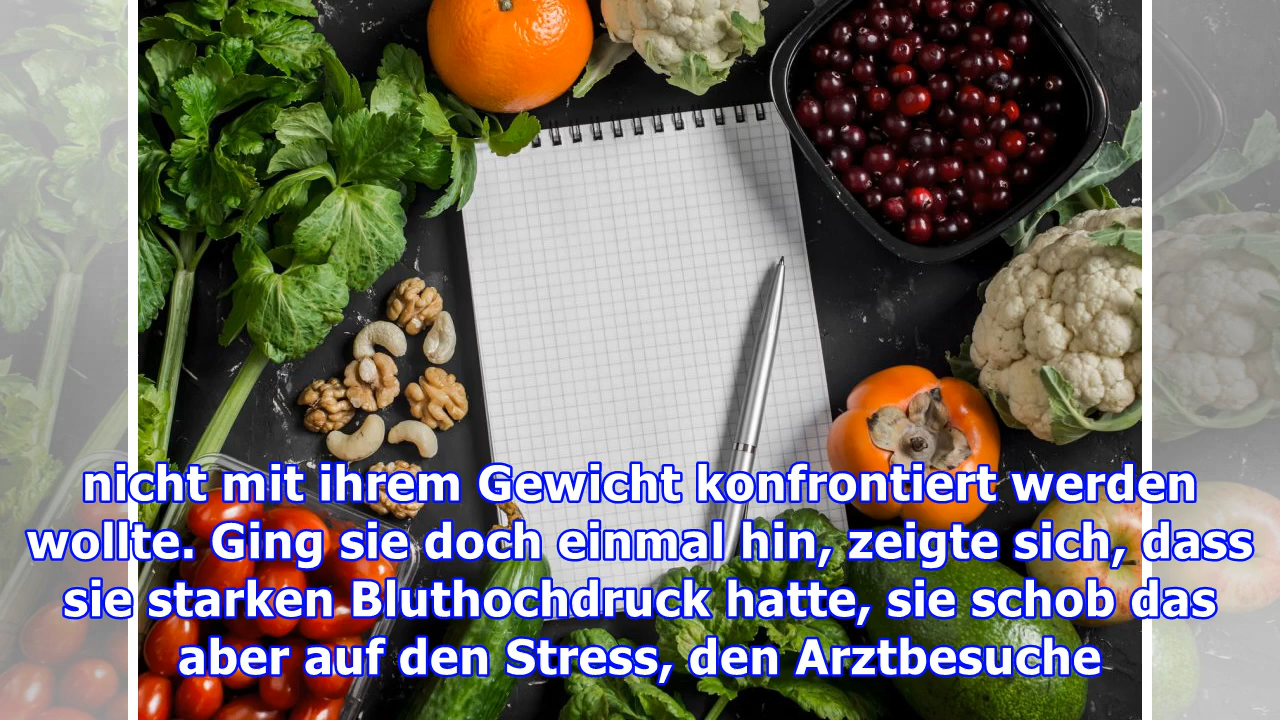 nicht mit ihrem Gewicht konfrontiert werden
wollte. Ging sie doch einmal hin, zeigte sich, dass
sie starken Bluthochdruck hatte, sie schob das
aber auf den Stress, den Arztbesuche